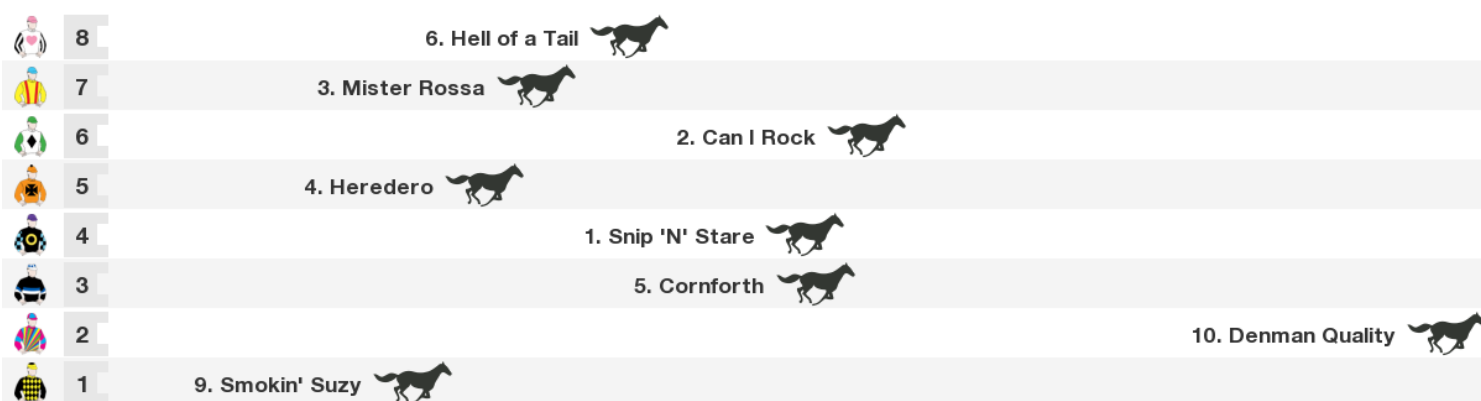 8 6. Hell of a Tail
7 3. Mister Rossa
6 2. Can I Rock
5 4. Heredero
4 1. Snip 'N' Stare
3 5. Cornforth
2 10. Denman Quality
1 9. Smokin' Suzy